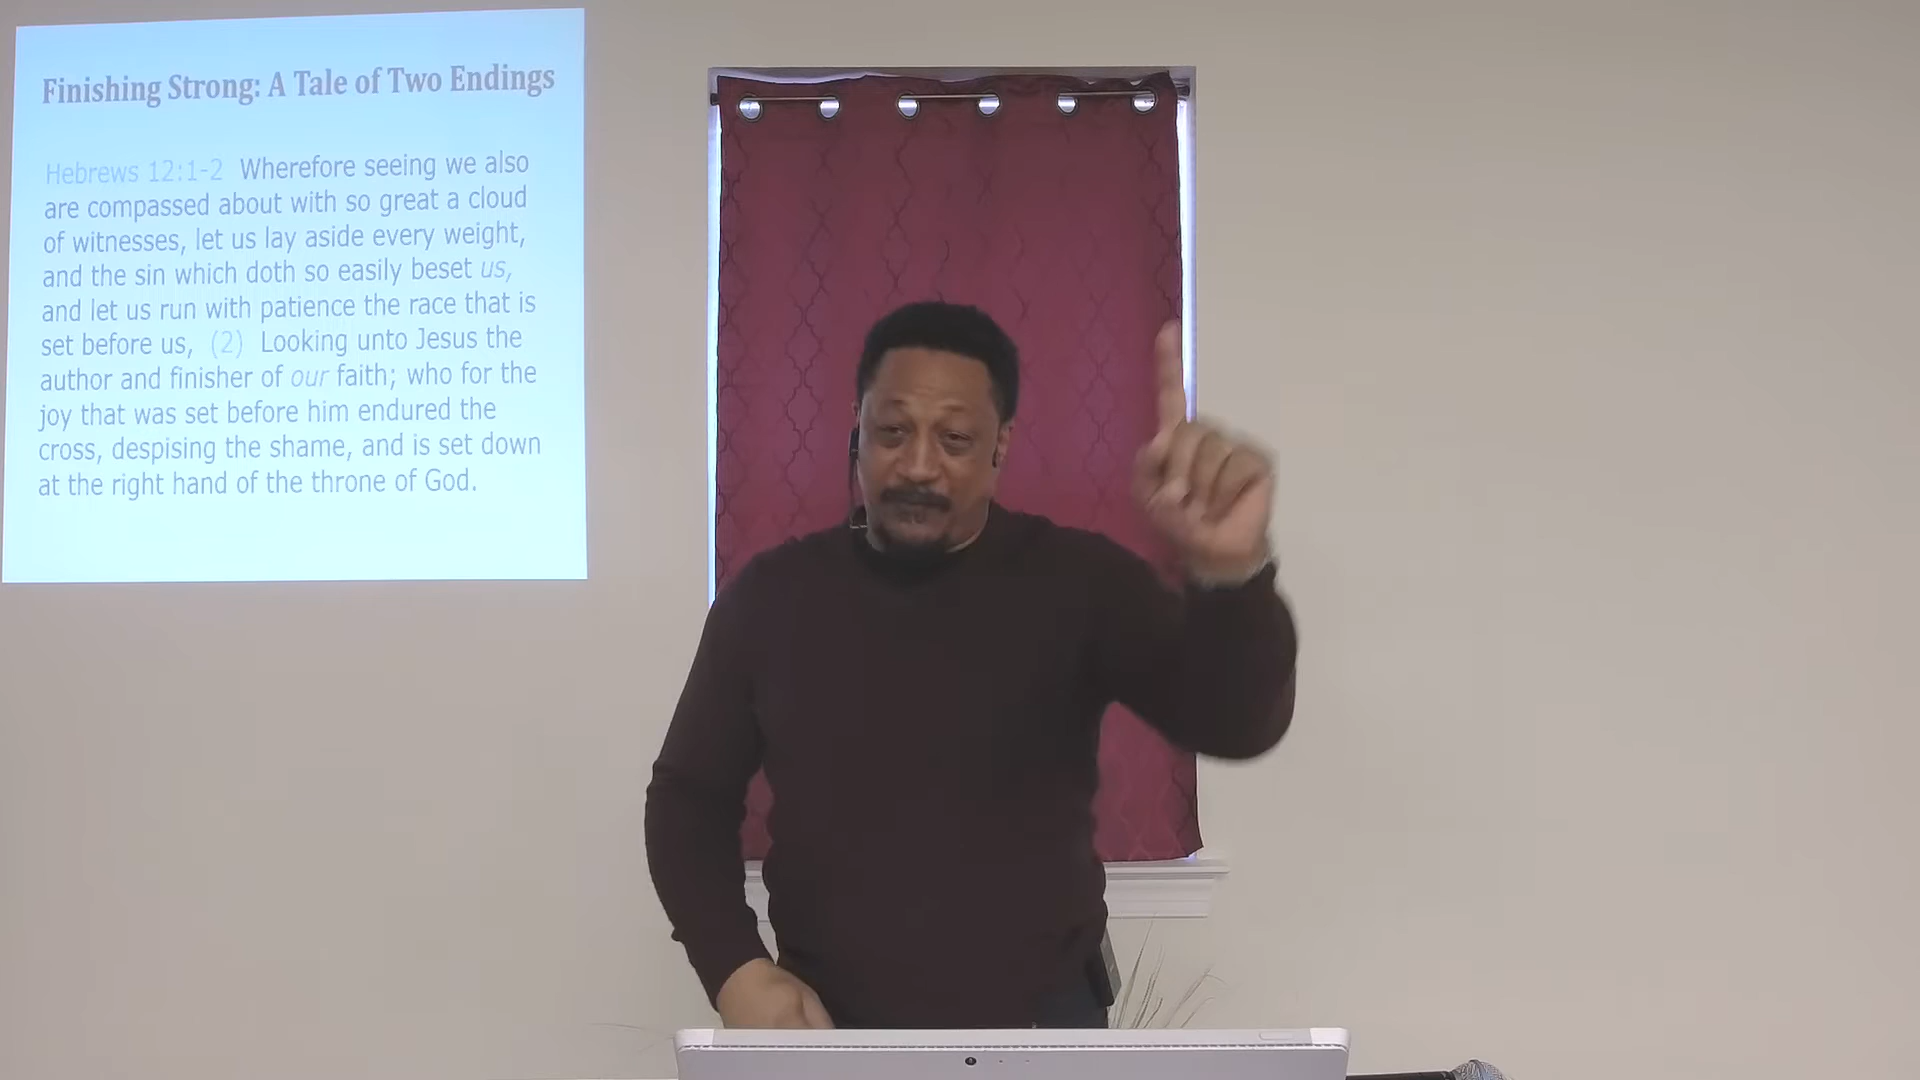 Finishing Strong: A Tale of Two Endings
Hebrews 12:1-2 Wherefore seeing we also
are compassed about with so great a cloud
of witnesses, let us lay aside every weight,
and the sin which doth so easily beset us,
and let us run with patience the race that is
set before us, (2) Looking unto Jesus the
author and finisher of our faith; who for the
joy that was set before him endured the
cross, despising the shame, and is set down
at the right hand of the throne of God.